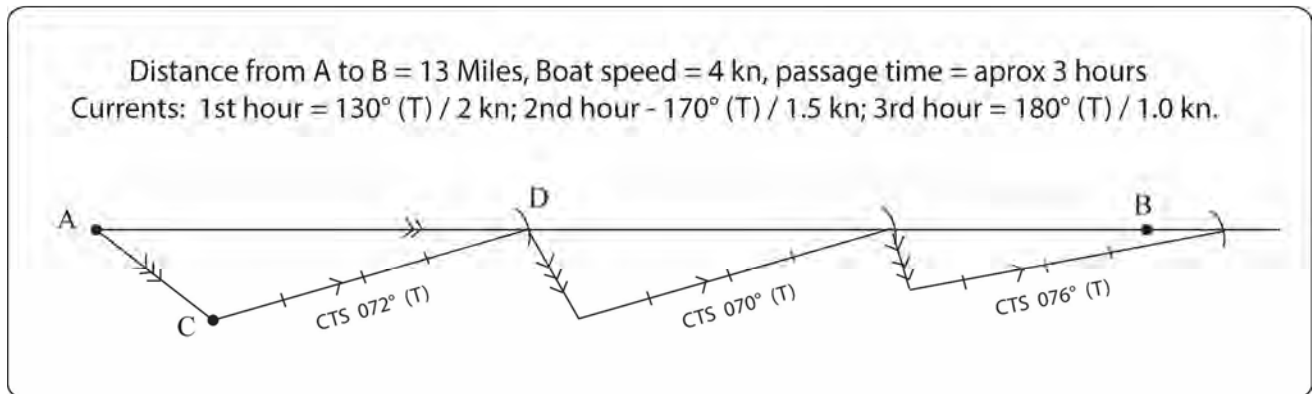 Distance from A to B = 13 Miles, Boat speed = 4 kn, passage time = aprox 3 hours
Currents: 1st hour = 130° (T) / 2 kn; 2nd hour - 170° (T) / 1.5 kn; 3rd hour = 180° (T) / 1.0 kn.
A
D
B
C
CTS 072° (T)
CTS 070° (T)
CTS 076° (T)